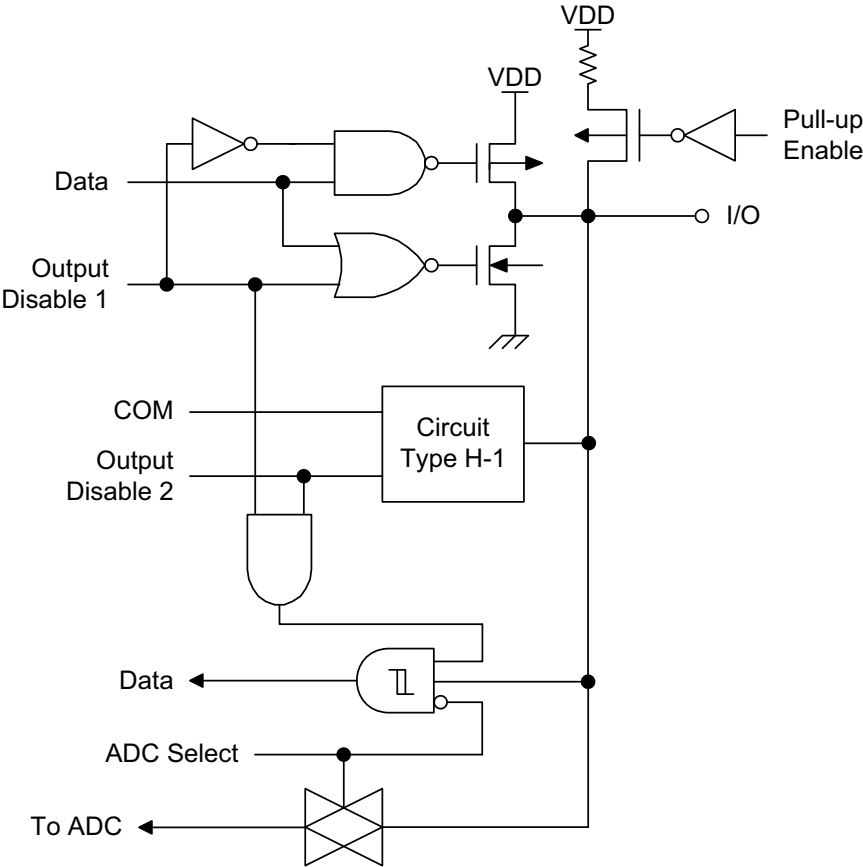 VDD
VDD
Pull-up
Enable
Data
I/O
Output
Disable 1
COM
Circuit
Type H-1
Output
Disable 2
Data
ADC Select
To ADC